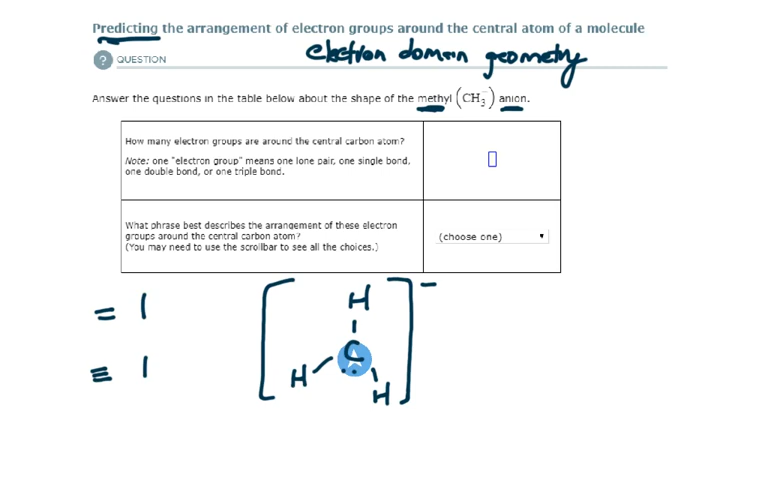 Predicting the arrangement of electron groups around the central atom of a molecule
? QUESTION
electron domain geometry
Answer the questions in the table below about the shape of the methyl (CH₃⁻) anion.
How many electron groups are around the central carbon atom?
Note: one "electron group" means one lone pair, one single bond,
one double bond, or one triple bond.
What phrase best describes the arrangement of these electron
groups around the central carbon atom?
(You may need to use the scrollbar to see all the choices.)
(choose one)
= 1
≡ 1
[ H ]⁻
C
H
H